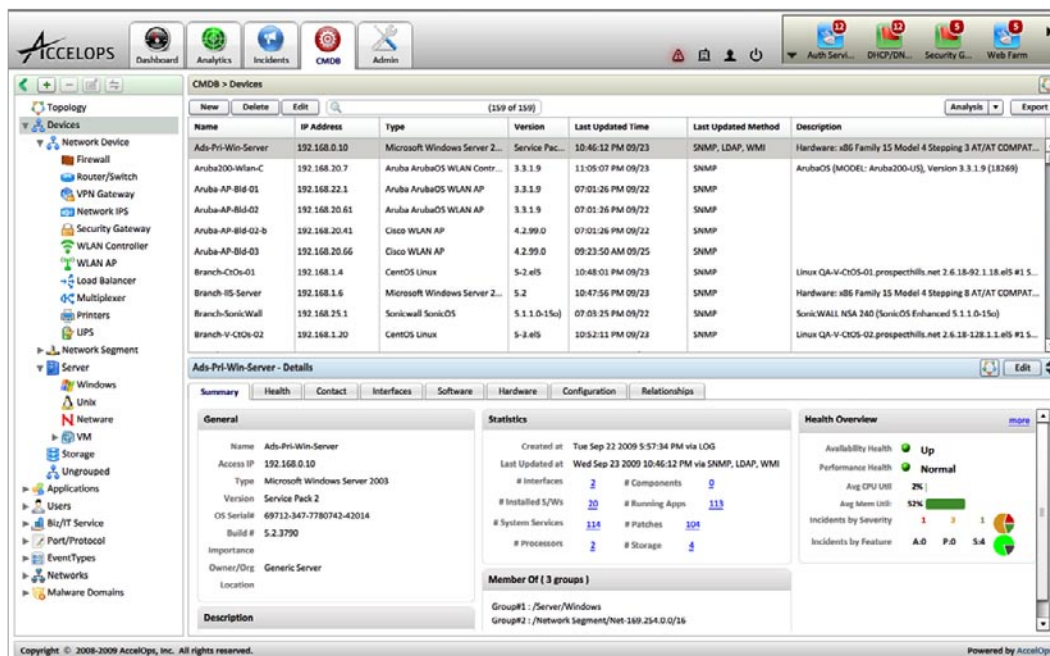 ACCELOPS
Dashboard
Analytics
Incidents
CMDB
Admin
12
12
5
5
Auth Servi...
DHCP/DN...
Security G...
Web Farm
Topology
Devices
Network Device
Firewall
Router/Switch
VPN Gateway
Network IPS
Security Gateway
WLAN Controller
WLAN AP
Load Balancer
Multiplexer
Printers
UPS
Network Segment
Server
Windows
Unix
Netware
VM
Storage
Ungrouped
Applications
Users
Biz/IT Service
Port/Protocol
EventTypes
Networks
Malware Domains
CMDB > Devices
New Delete Edit (159 of 159) Analysis Export
Name IP Address Type Version Last Updated Time Last Updated Method Description
Ads-Pri-Win-Server 192.168.0.10 Microsoft Windows Server 2... Service Pac... 10:46:12 PM 09/23 SNMP, LDAP, WMI Hardware: x86 Family 15 Model 4 Stepping 3 AT/AT COMPAT...
Aruba200-Wlan-C 192.168.20.7 Aruba ArubaOS WLAN Contr... 3.3.1.9 11:05:07 PM 09/23 SNMP ArubaOS (MODEL: Aruba200-US), Version 3.3.1.9 (18269)
Aruba-AP-Bld-01 192.168.22.1 Aruba ArubaOS WLAN AP 3.3.1.9 07:01:26 PM 09/22 SNMP
Aruba-AP-Bld-02 192.168.20.61 Aruba ArubaOS WLAN AP 3.3.1.9 07:01:26 PM 09/22 SNMP
Aruba-AP-Bld-02-b 192.168.20.41 Cisco WLAN AP 4.2.99.0 07:01:26 PM 09/22 SNMP
Aruba-AP-Bld-03 192.168.20.66 Cisco WLAN AP 4.2.99.0 09:23:50 AM 09/25 SNMP
Branch-CtOs-01 192.168.1.4 CentOS Linux 5-2.el5 10:48:01 PM 09/23 SNMP Linux QA-V-CtOS-01.prospecthills.net 2.6.18-92.1.18.el5 #1 S...
Branch-IIS-Server 192.168.1.6 Microsoft Windows Server 2... 5.2 10:47:56 PM 09/23 SNMP Hardware: x86 Family 15 Model 4 Stepping 8 AT/AT COMPAT...
Branch-SonicWall 192.168.25.1 Sonicwall SonicOS 5.1.1.0-15o) 07:03:25 PM 09/22 SNMP SonicWALL NSA 240 (SonicOS Enhanced 5.1.1.0-15o)
Branch-V-CtOs-02 192.168.1.20 CentOS Linux 5-3.el5 10:52:11 PM 09/23 SNMP Linux QA-V-CtOS-02.prospecthills.net 2.6.18-128.1.1.el5 #1 S...
Ads-Pri-Win-Server - Details Edit
Summary Health Contact Interfaces Software Hardware Configuration Relationships
General
Name Ads-Pri-Win-Server
Access IP 192.168.0.10
Type Microsoft Windows Server 2003
Version Service Pack 2
OS Serial# 69712-347-7780742-42014
Build # 5.2.3790
Importance
Owner/Org Generic Server
Location
Description
Statistics
Created at Tue Sep 22 2009 5:57:34 PM via LOG
Last Updated at Wed Sep 23 2009 10:46:12 PM via SNMP, LDAP, WMI
# Interfaces 2 # Components 0
# Installed S/Ws 20 # Running Apps 113
# System Services 114 # Patches 104
# Processors 2 # Storage 4
Member Of ( 3 groups )
Group#1 : /Server/Windows
Group#2 : /Network Segment/Net-169.254.0.0/16
Health Overview more
Availability Health Up
Performance Health Normal
Avg CPU Util 2%
Avg Mem Util: 52%
Incidents by Severity 1 3 1
Incidents by Feature A:0 P:0 S:4
Copyright © 2008-2009 AccelOps, Inc. All rights reserved.
Powered by AccelOp